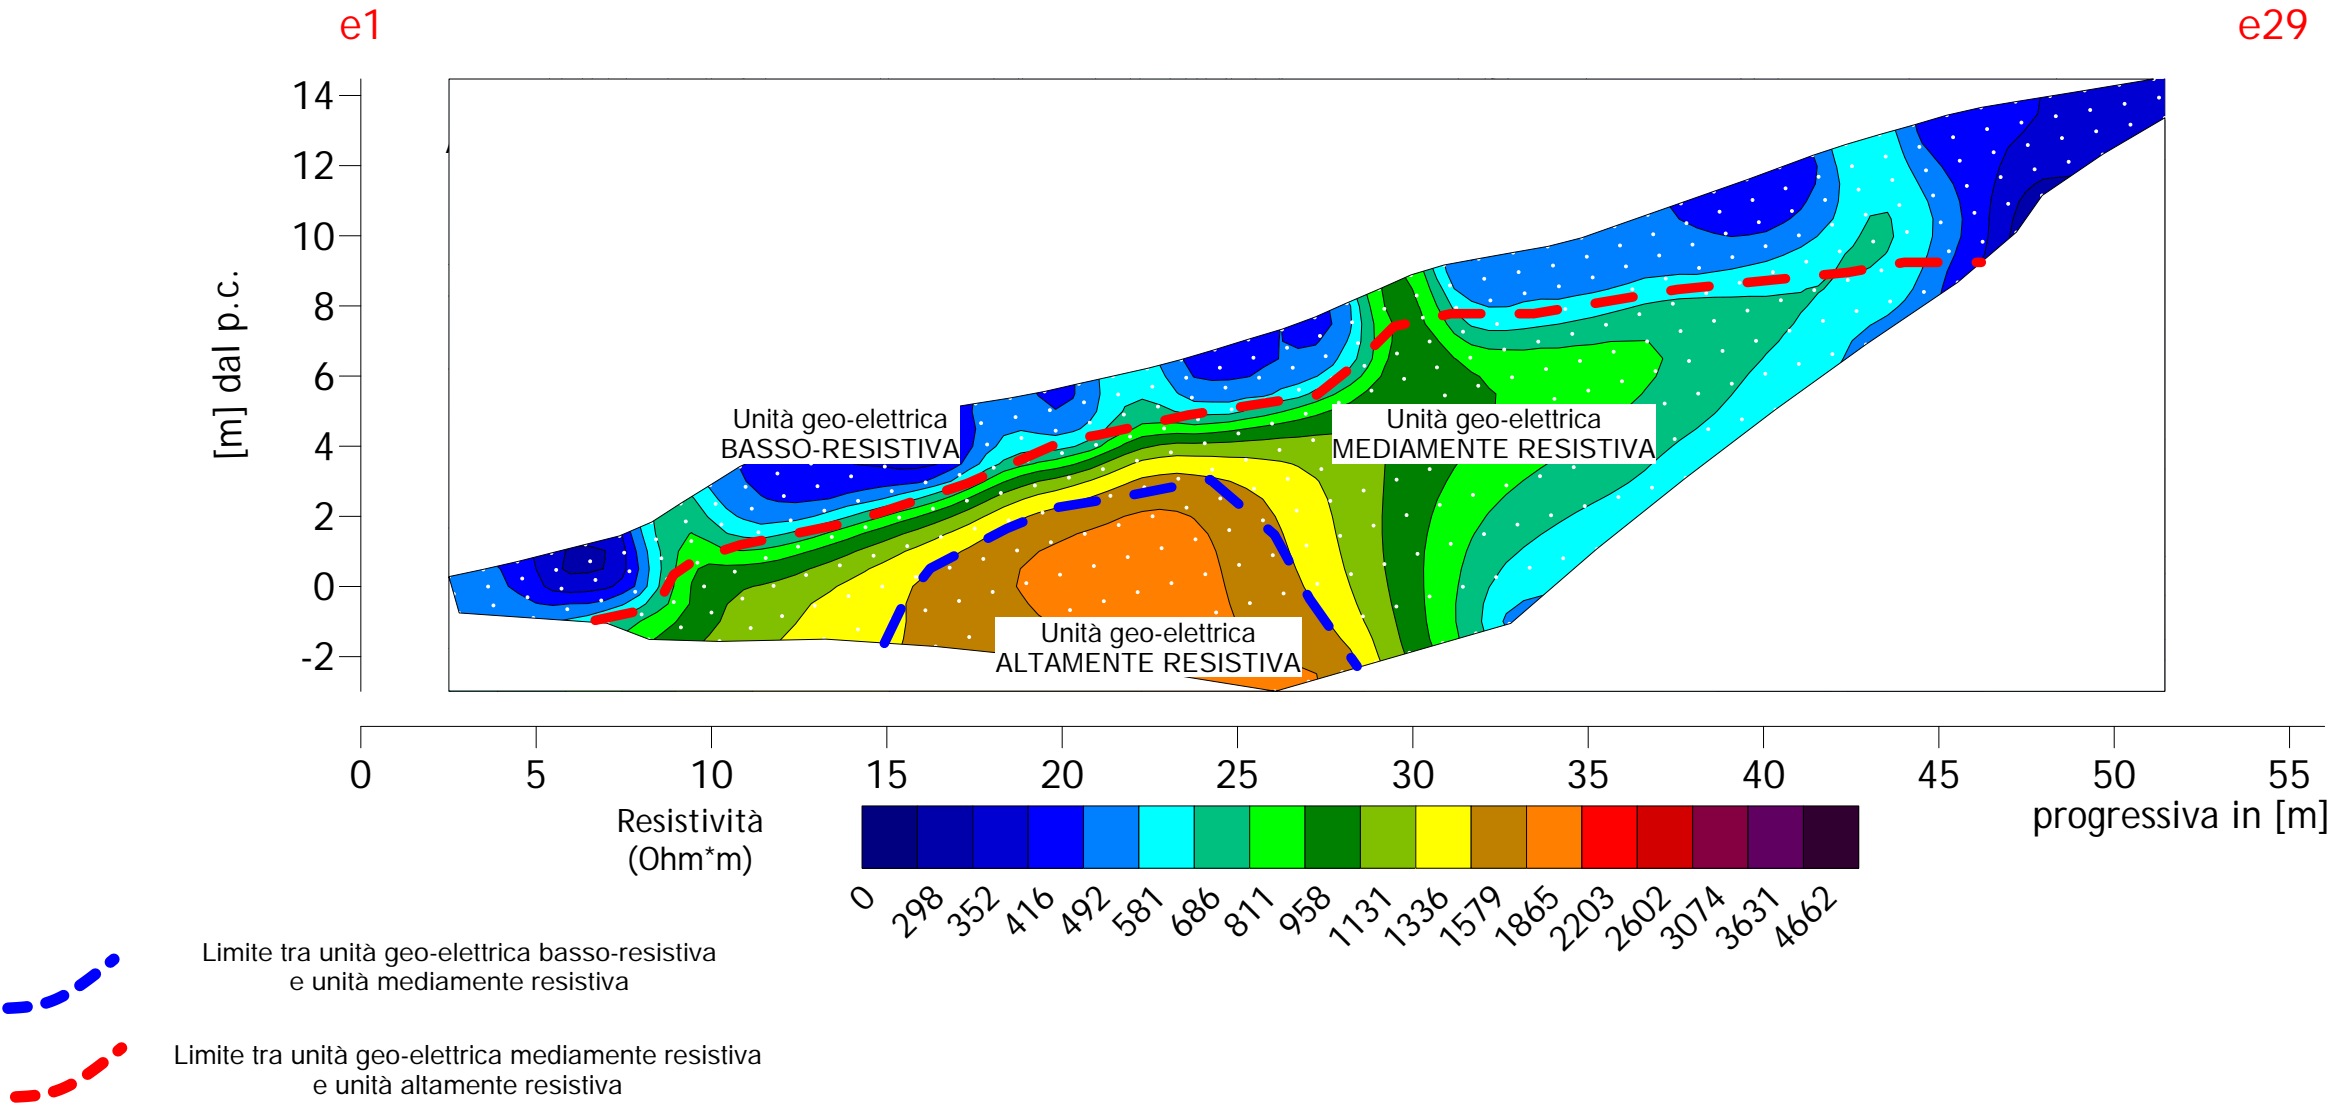 e1
e29
14
12
10
8
6
4
2
0
-2
[m] dal p.c.
Unità geo-elettrica
BASSO-RESISTIVA
Unità geo-elettrica
MEDIAMENTE RESISTIVA
Unità geo-elettrica
ALTAMENTE RESISTIVA
0 5 10 15 20 25 30 35 40 45 50 55
progressiva in [m]
Resistività
(Ohm*m)
0 298 352 416 492 581 686 811 958 1131 1336 1579 1865 2203 2602 3074 3631 4662
Limite tra unità geo-elettrica basso-resistiva
e unità mediamente resistiva
Limite tra unità geo-elettrica mediamente resistiva
e unità altamente resistiva